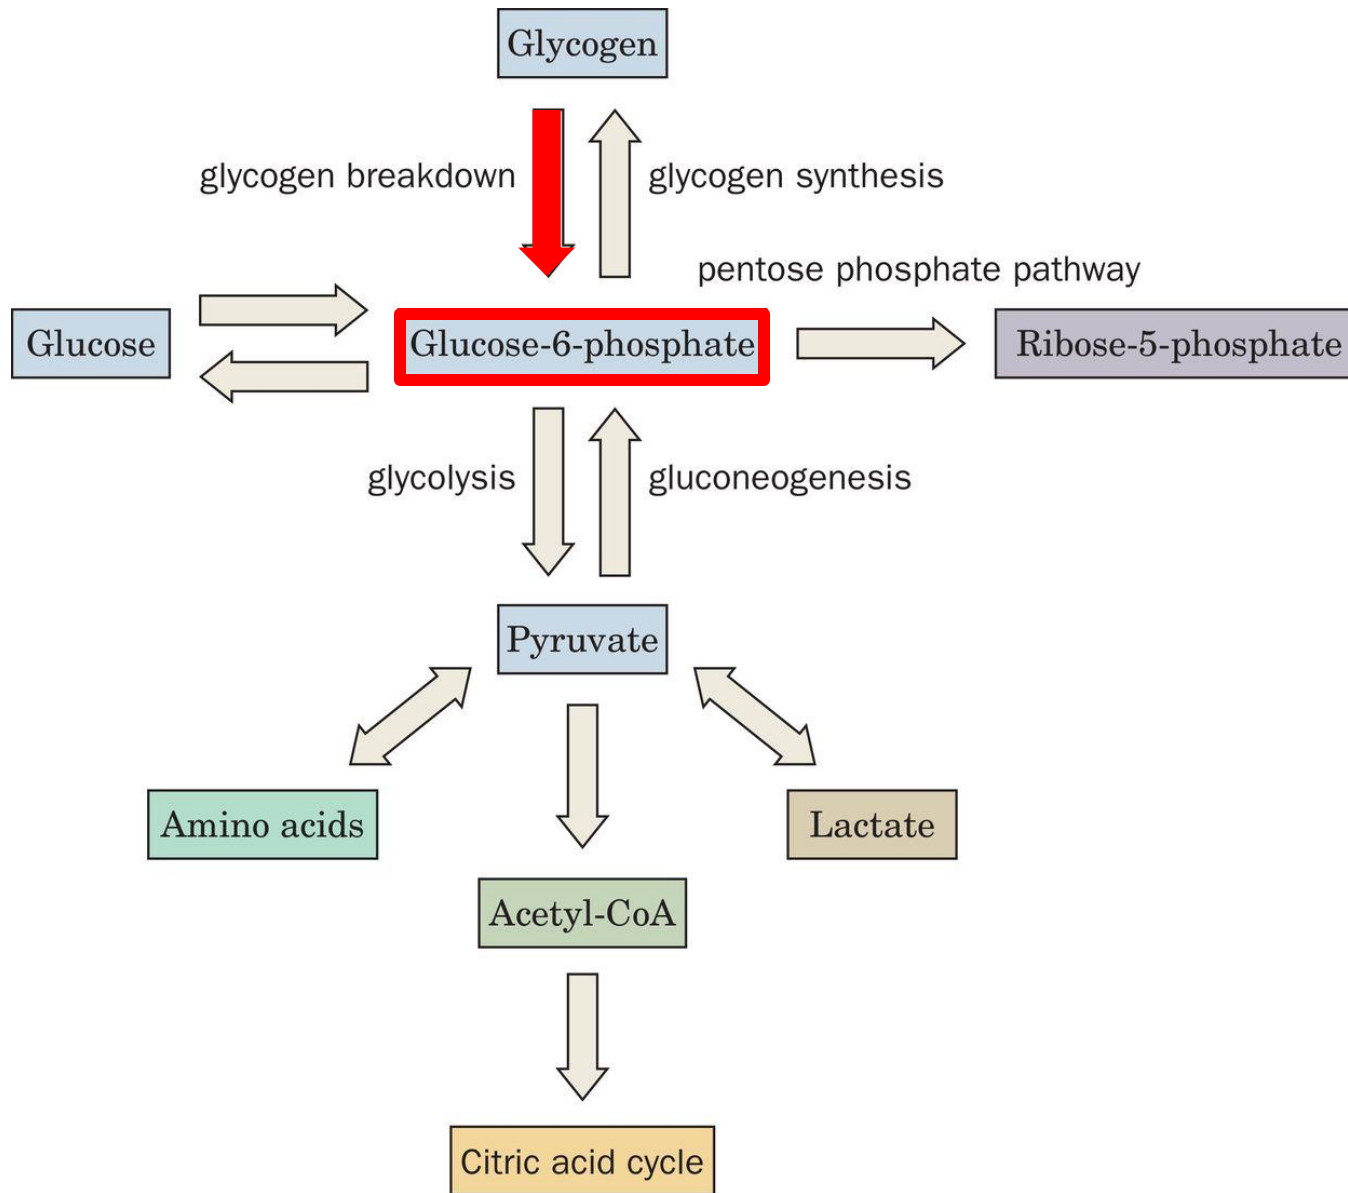 Glycogen
glycogen breakdown
glycogen synthesis
pentose phosphate pathway
Glucose
Glucose-6-phosphate
Ribose-5-phosphate
glycolysis
gluconeogenesis
Pyruvate
Amino acids
Lactate
Acetyl-CoA
Citric acid cycle